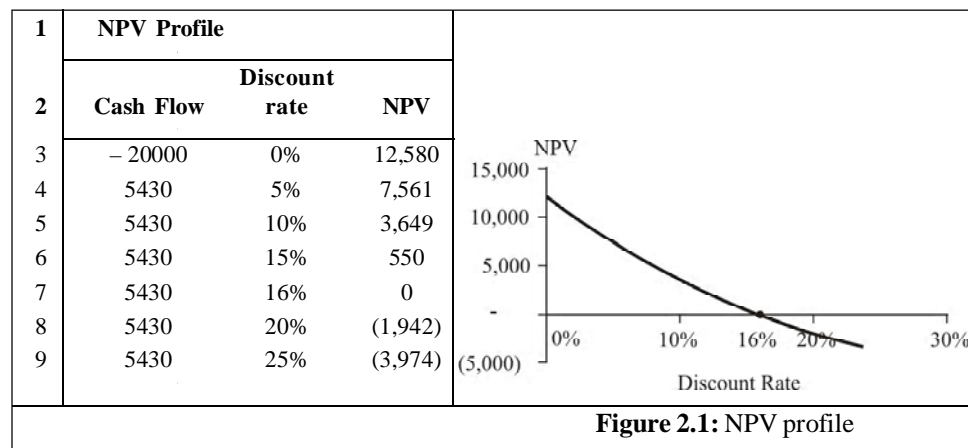 1 NPV Profile
Discount
2 Cash Flow rate NPV
3 – 20000 0% 12,580
4 5430 5% 7,561
5 5430 10% 3,649
6 5430 15% 550
7 5430 16% 0
8 5430 20% (1,942)
9 5430 25% (3,974)
NPV
15,000
10,000
5,000
-
0% 10% 16% 20% 30%
(5,000)
Discount Rate
Figure 2.1: NPV profile